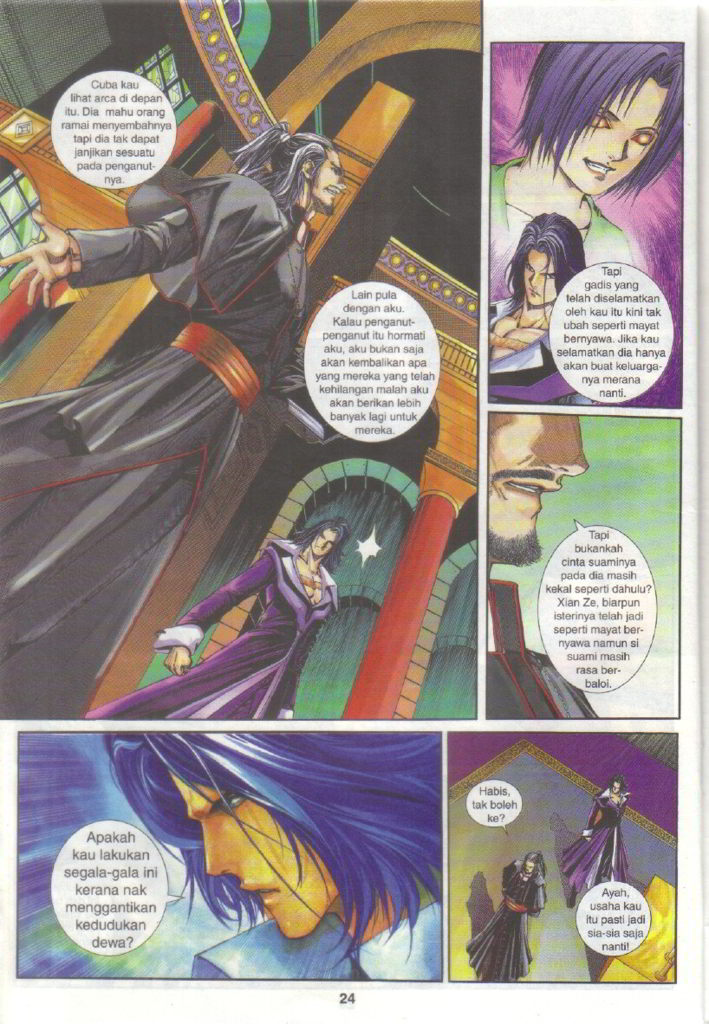 Cuba kau
lihat arca di depan
itu. Dia mahu orang
ramai menyembahnya
tapi dia tak dapat
janjikan sesuatu
pada penganut-
nya.
Lain pula
dengan aku.
Kalau penganut-
penganut itu hormati
aku, aku bukan saja
akan kembalikan apa
yang mereka yang telah
kehilangan malah aku
akan berikan lebih
banyak lagi untuk
mereka.
Tapi
gadis yang
telah diselamatkan
oleh kau itu kini tak
ubah seperti mayat
bernyawa. Jika kau
selamatkan dia hanya
akan buat keluarga-
nya merana
nanti.
Tapi
bukankah
cinta suaminya
pada dia masih
kekal seperti dahulu?
Xian Ze, biarpun
isterinya telah jadi
seperti mayat ber-
nyawa namun si
suami masih
rasa ber-
baloi.
Apakah
kau lakukan
segala-gala ini
kerana nak
menggantikan
kedudukan
dewa?
Habis,
tak boleh
ke?
Ayah,
usaha kau
itu pasti jadi
sia-sia saja
nanti!
24